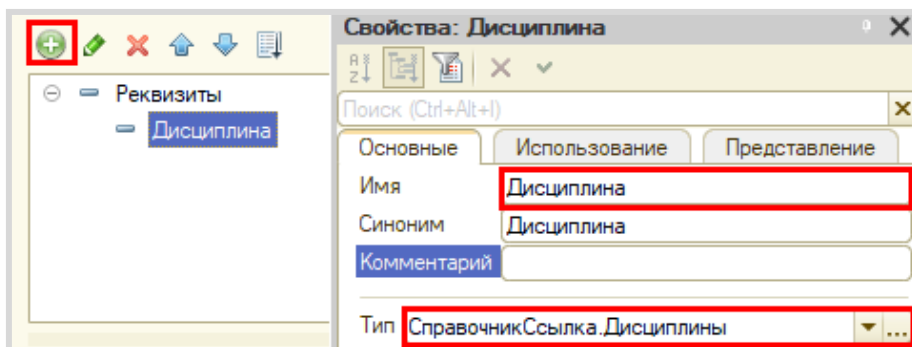 Свойства: Дисциплина
Реквизиты
Дисциплина
Поиск (Ctrl+Alt+I)
Основные Использование Представление
Имя Дисциплина
Синоним Дисциплина
Комментарий
Тип СправочникСсылка.Дисциплины ...